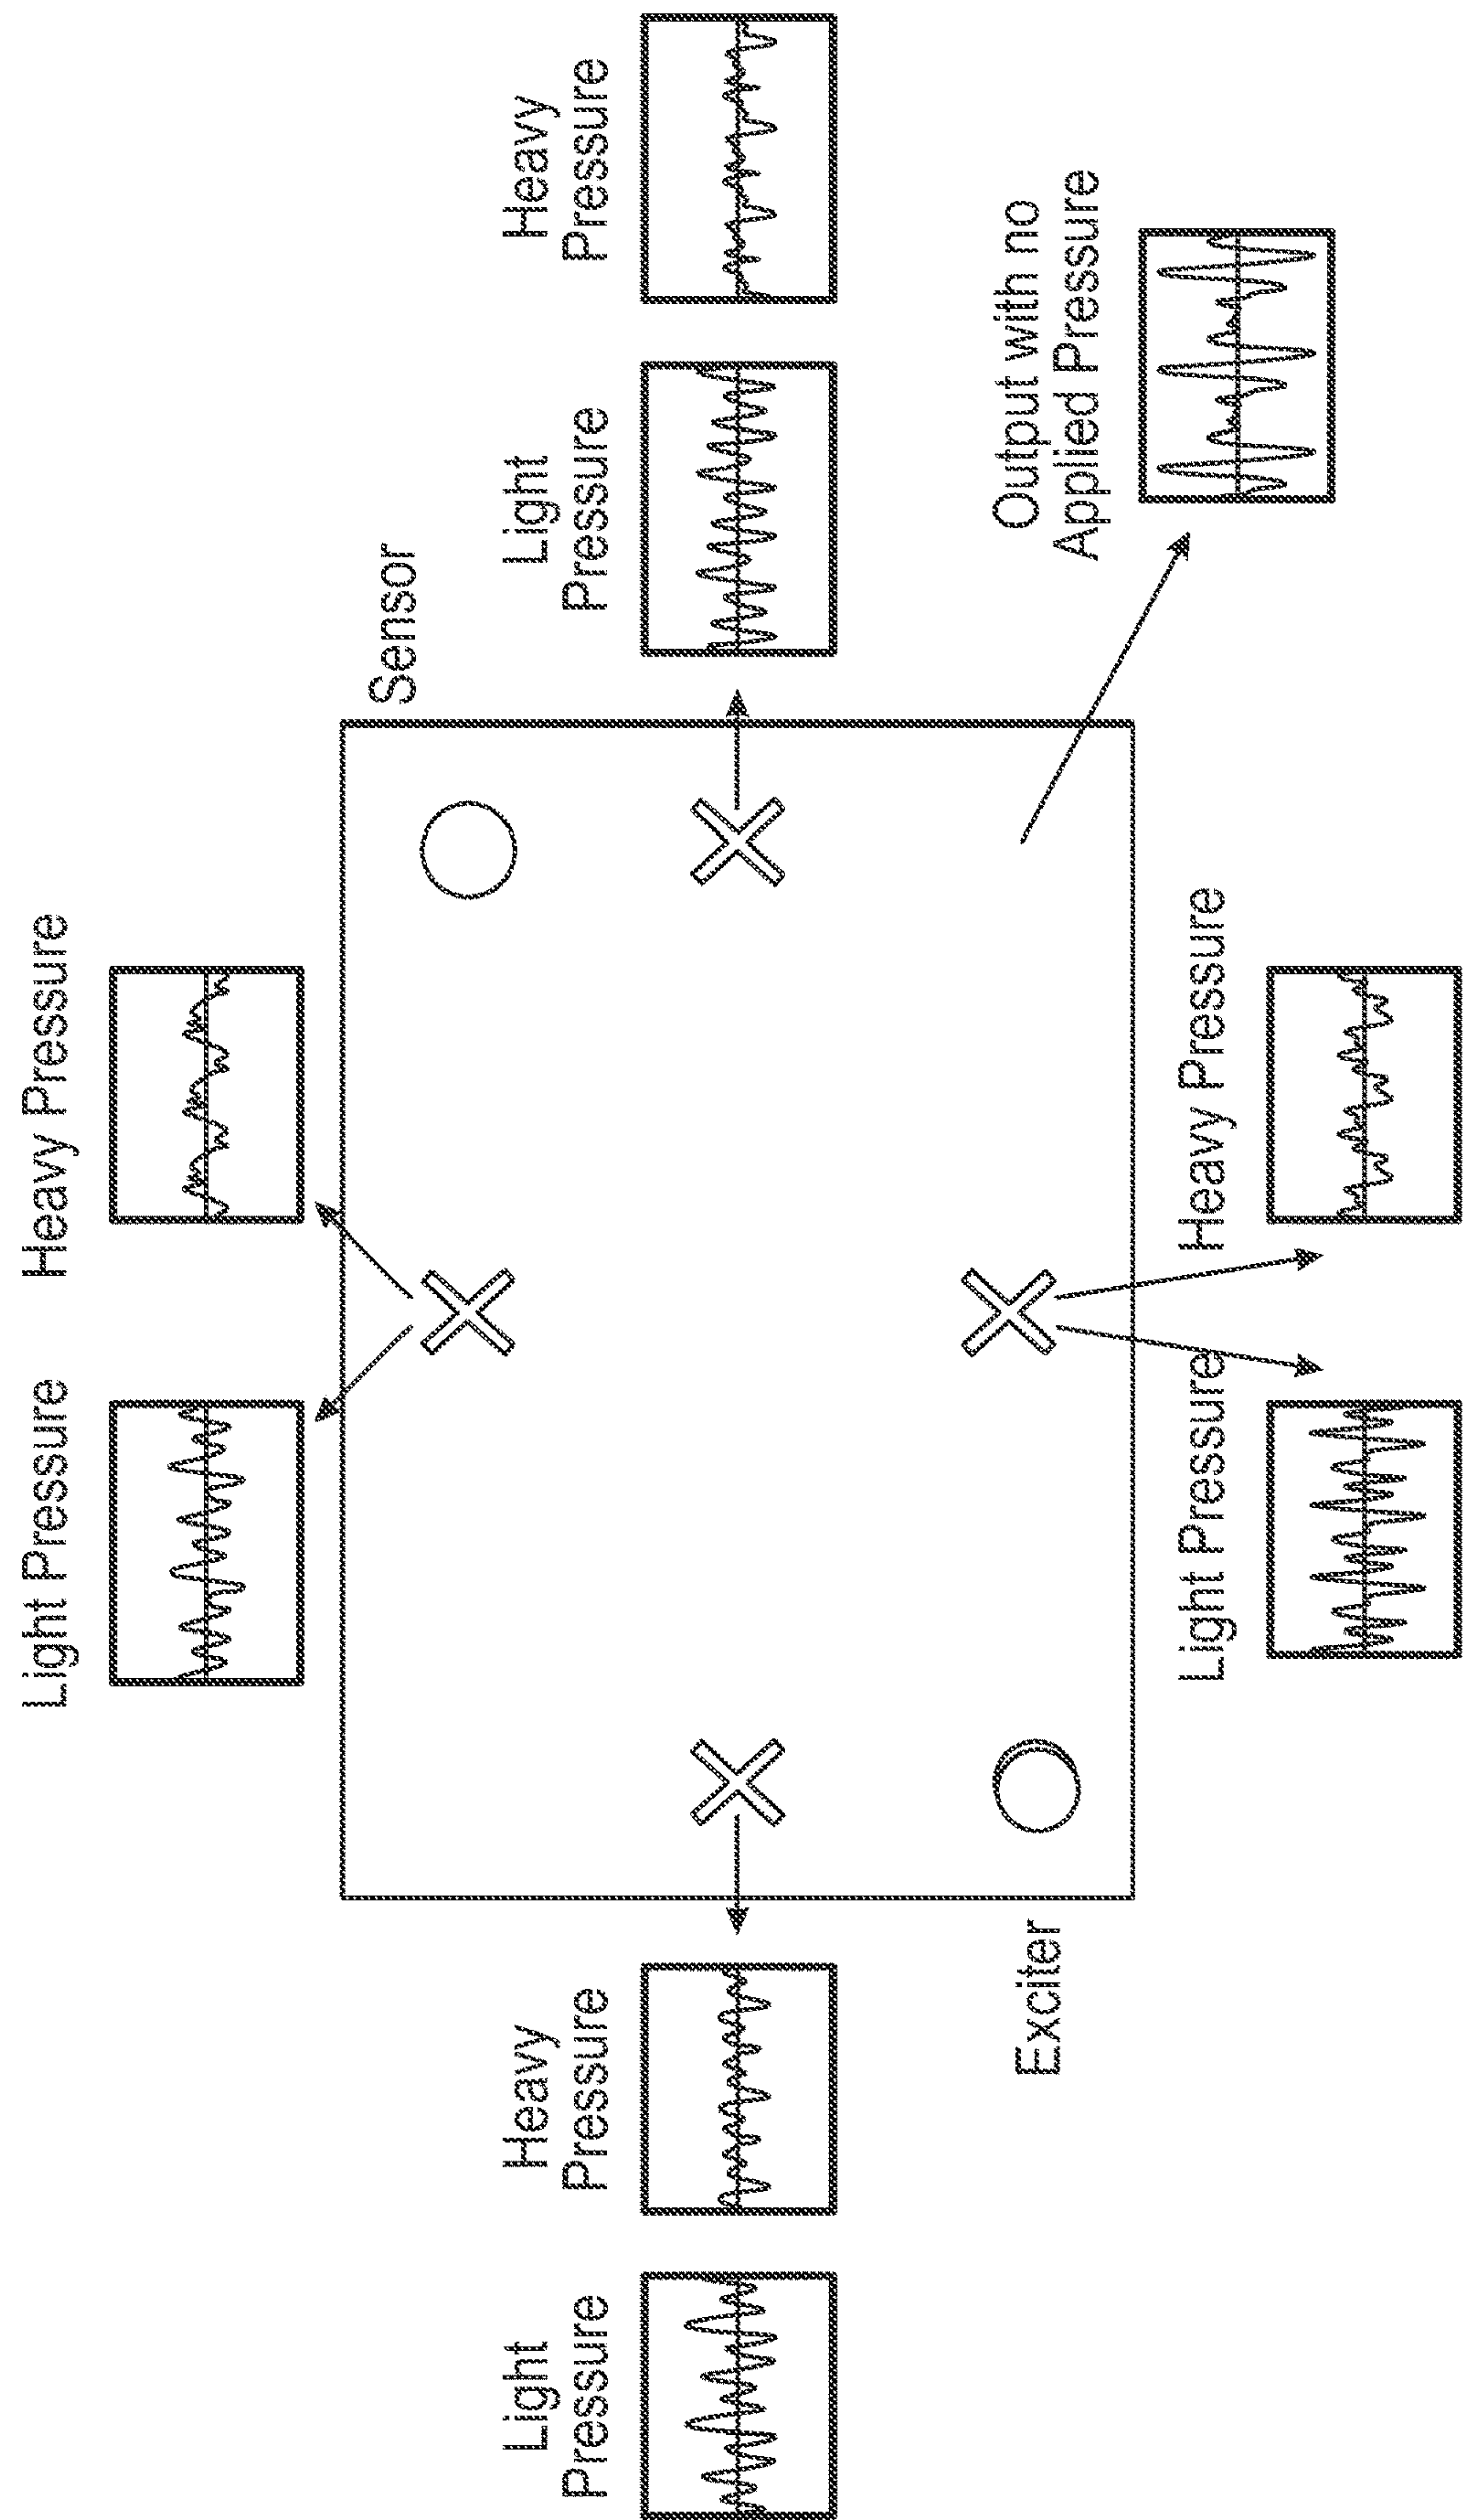 Light Pressure
Heavy Pressure
Sensor
Light
Pressure
Heavy
Pressure
Light
Pressure
Heavy
Pressure
Output with no
Applied Pressure
Exciter
Light Pressure
Heavy Pressure